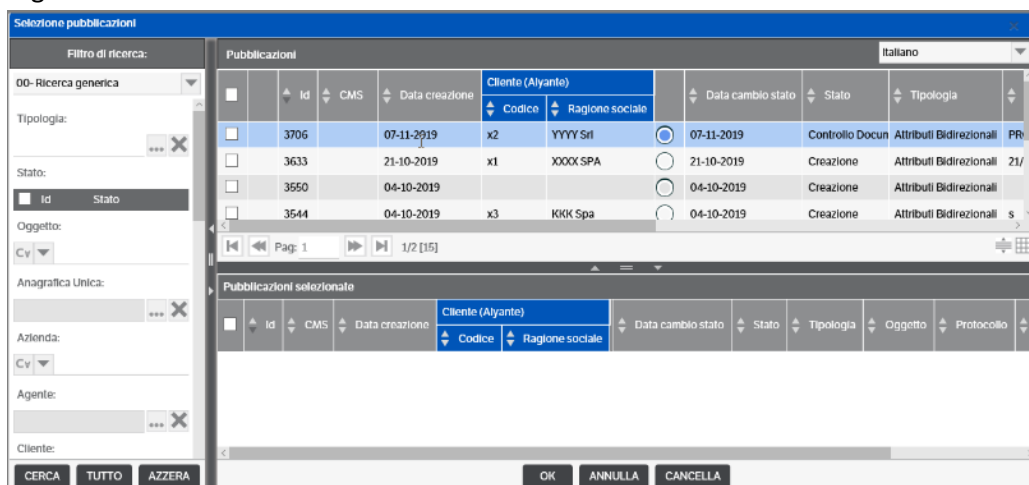 Selezione pubblicazioni
Filtro di ricerca:
00- Ricerca generica
Tipologia:
...
Stato:
Id Stato
Oggetto:
Cv
Anagrafica Unica:
...
Azienda:
Cv
Agente:
...
Cliente:
CERCA TUTTO AZZERA
Pubblicazioni Italiano
Cliente (Alyante)
Id CMS Data creazione Codice Ragione sociale Data cambio stato Stato Tipologia
3706 07-11-2019 x2 YYYY Srl 07-11-2019 Controllo Docun Attributi Bidirezionali PR
3633 21-10-2019 x1 XXXX SPA 21-10-2019 Creazione Attributi Bidirezionali 21/
3550 04-10-2019 04-10-2019 Creazione Attributi Bidirezionali
3544 04-10-2019 x3 KKK Spa 04-10-2019 Creazione Attributi Bidirezionali s
Pag: 1 1/2 [15]
Pubblicazioni selezionate
Cliente (Alyante)
Id CMS Data creazione Codice Ragione sociale Data cambio stato Stato Tipologia Oggetto Protocollo
OK ANNULLA CANCELLA